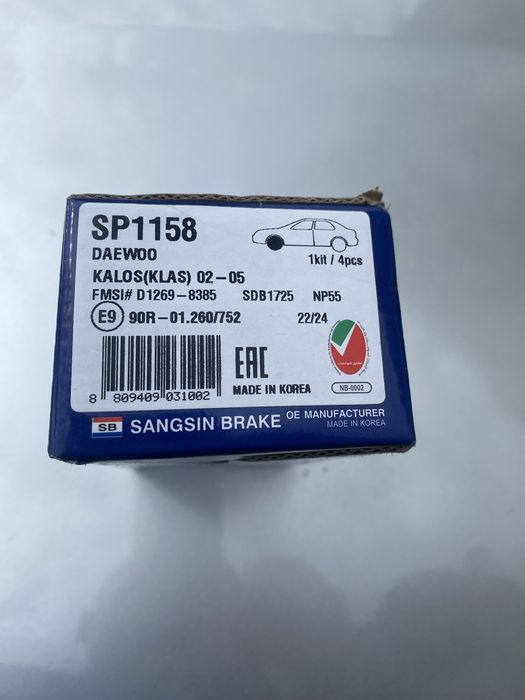 SP1158
DAEWOO
1kit / 4pcs
KALOS(KLAS) 02-05
FMSI# D1269-8385 SDB1725 NP55
E9 90R-01.260/752 22/24
EAC
8 809409 031002
MADE IN KOREA
NB-0002
SB SANGSIN BRAKE OE MANUFACTURER
MADE IN KOREA